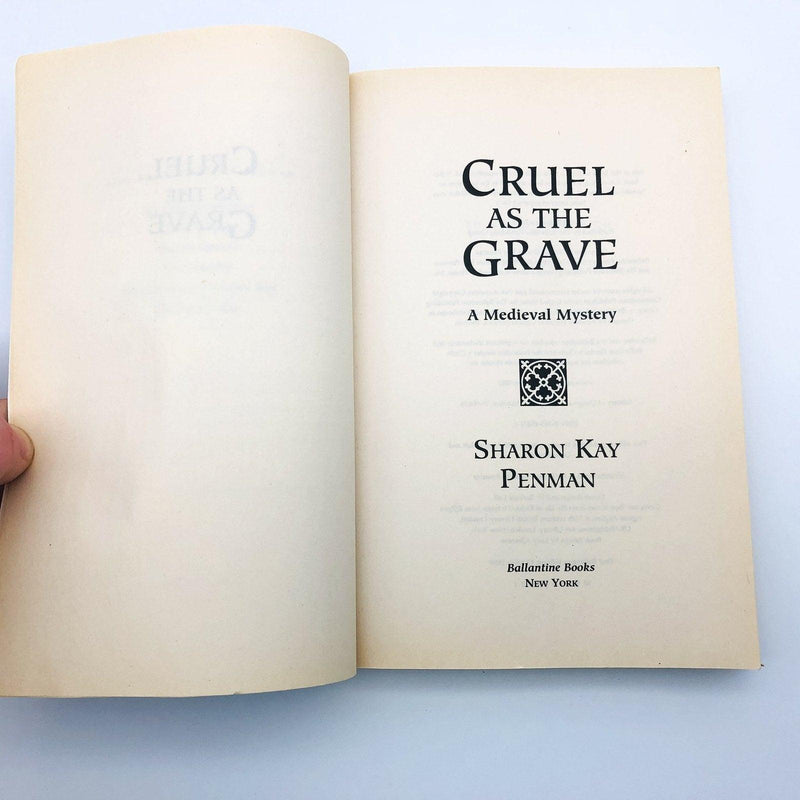 CRUEL
AS THE
GRAVE
A Medieval Mystery
SHARON KAY
PENMAN
Ballantine Books
NEW YORK